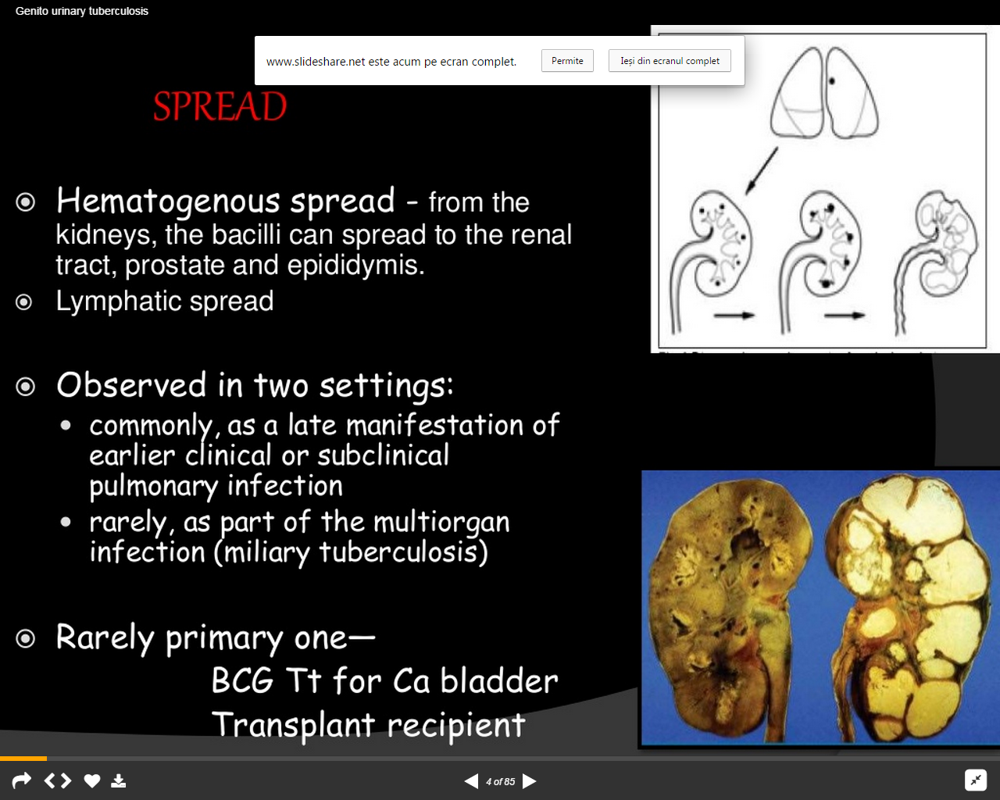 Genito urinary tuberculosis
www.slideshare.net este acum pe ecran complet.
Permite
Ieși din ecranul complet
SPREAD
Hematogenous spread - from the
kidneys, the bacilli can spread to the renal
tract, prostate and epididymis.
Lymphatic spread
Observed in two settings:
commonly, as a late manifestation of
earlier clinical or subclinical
pulmonary infection
rarely, as part of the multiorgan
infection (miliary tuberculosis)
Rarely primary one—
BCG Tt for Ca bladder
Transplant recipient
4 of 85